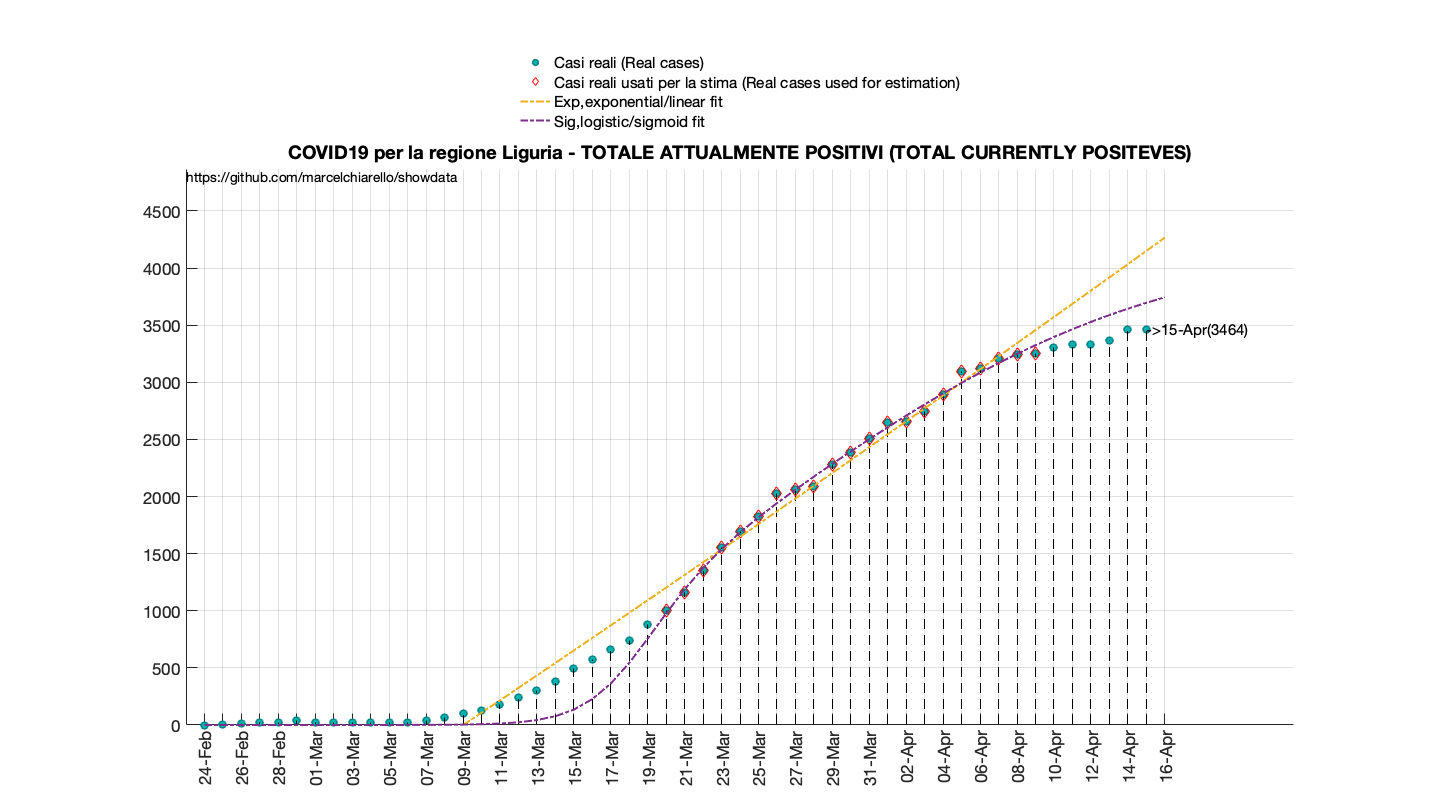 Casi reali (Real cases)
Casi reali usati per la stima (Real cases used for estimation)
Exp,exponential/linear fit
Sig,logistic/sigmoid fit
COVID19 per la regione Liguria - TOTALE ATTUALMENTE POSITIVI (TOTAL CURRENTLY POSITEVES)
https://github.com/marcelchiarello/showdata
4500
4000
3500
3000
2500
2000
1500
1000
500
0
>15-Apr(3464)
24-Feb
26-Feb
28-Feb
01-Mar
03-Mar
05-Mar
07-Mar
09-Mar
11-Mar
13-Mar
15-Mar
17-Mar
19-Mar
21-Mar
23-Mar
25-Mar
27-Mar
29-Mar
31-Mar
02-Apr
04-Apr
06-Apr
08-Apr
10-Apr
12-Apr
14-Apr
16-Apr